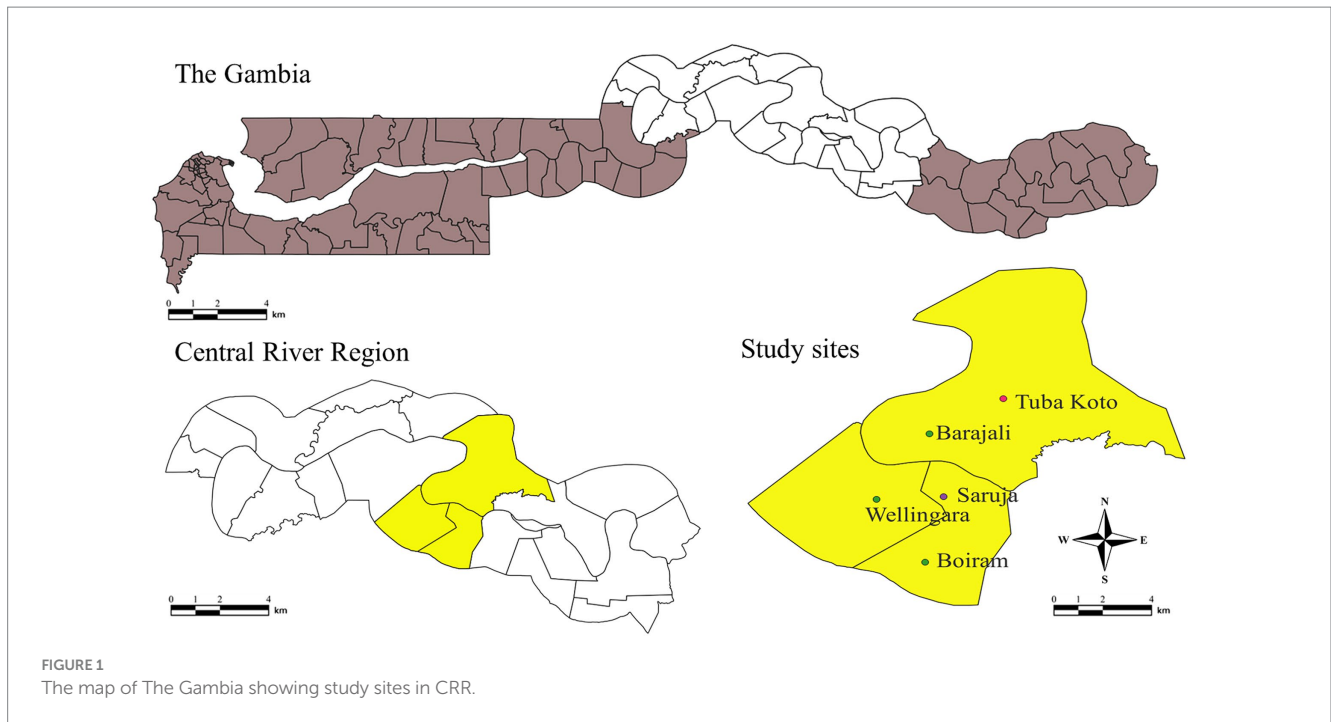 The Gambia
0 1 2 4
km
Central River Region
Study sites
Tuba Koto
Barajali
Saruja
Wellingara
Boiram
N
W E
S
0 1 2 4
km
0 1 2 4
km
FIGURE 1
The map of The Gambia showing study sites in CRR.